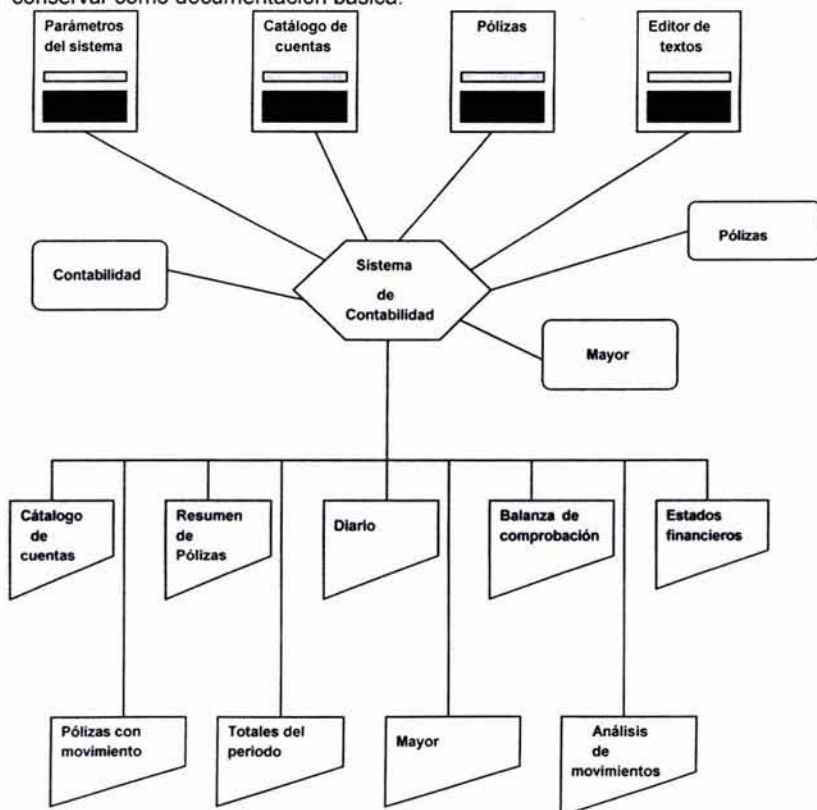 conservar como documentación básica.
Parámetros
del sistema
Catálogo de
cuentas
Pólizas
Editor de
textos
Contabilidad
Sistema
de
Contabilidad
Pólizas
Mayor
Cátalogo
de
cuentas
Resumen
de
Pólizas
Diario
Balanza de
comprobación
Estados
financieros
Pólizas con
movimiento
Totales del
periodo
Mayor
Análisis
de
movimientos